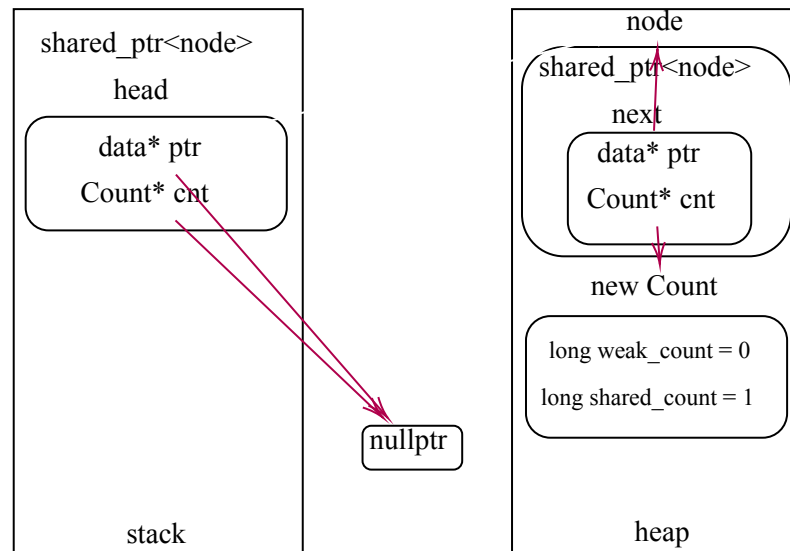 shared_ptr<node>
head
data* ptr
Count* cnt
nullptr
stack
node
shared_ptr<node>
next
data* ptr
Count* cnt
new Count
long weak_count = 0
long shared_count = 1
heap